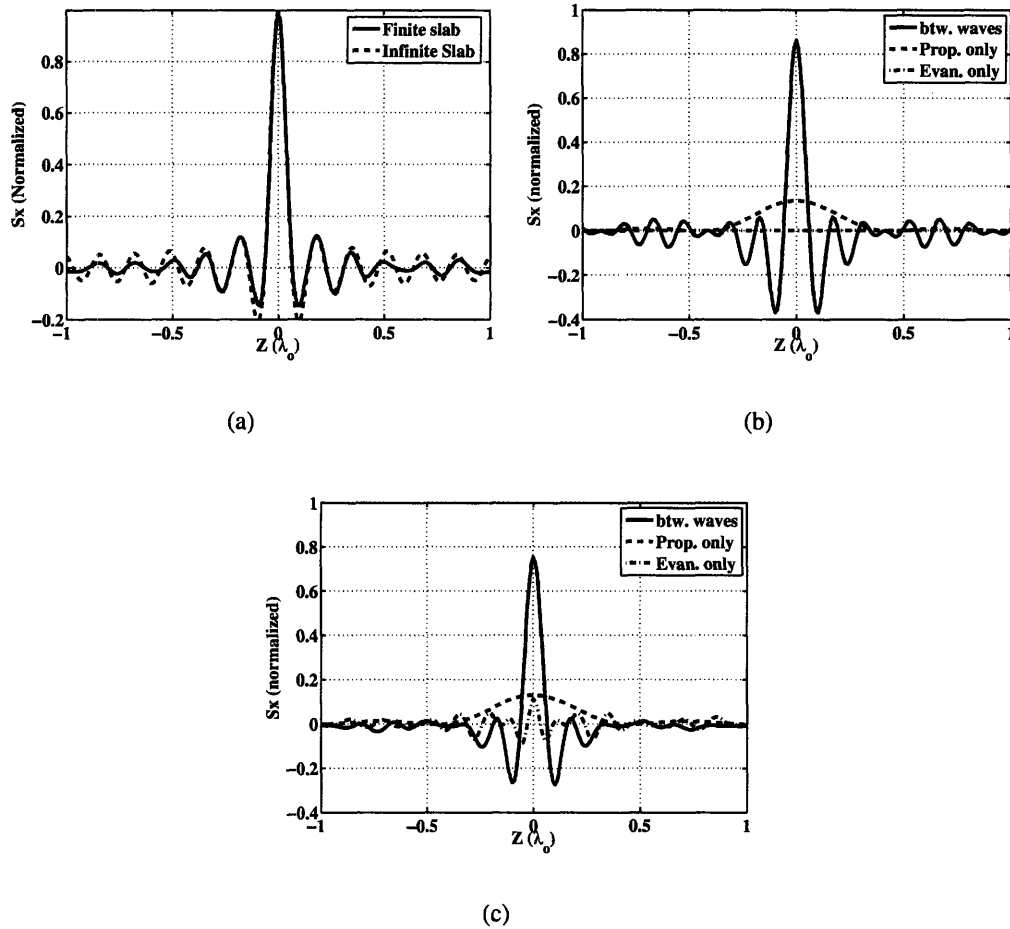 Sx (Normalized)
0.8
0.6
0.4
0.2
0
−0.2
−1
−0.5
0
0.5
1
Z (λo)
Finite slab
Infinite Slab
(a)
Sx (normalized)
1
0.8
0.6
0.4
0.2
0
−0.2
−0.4
−1
−0.5
0
0.5
1
Z (λo)
btw. waves
Prop. only
Evan. only
(b)
Sx (normalized)
1
0.8
0.6
0.4
0.2
0
−0.2
−0.4
−1
−0.5
0
0.5
1
Z (λo)
btw. waves
Prop. only
Evan. only
(c)